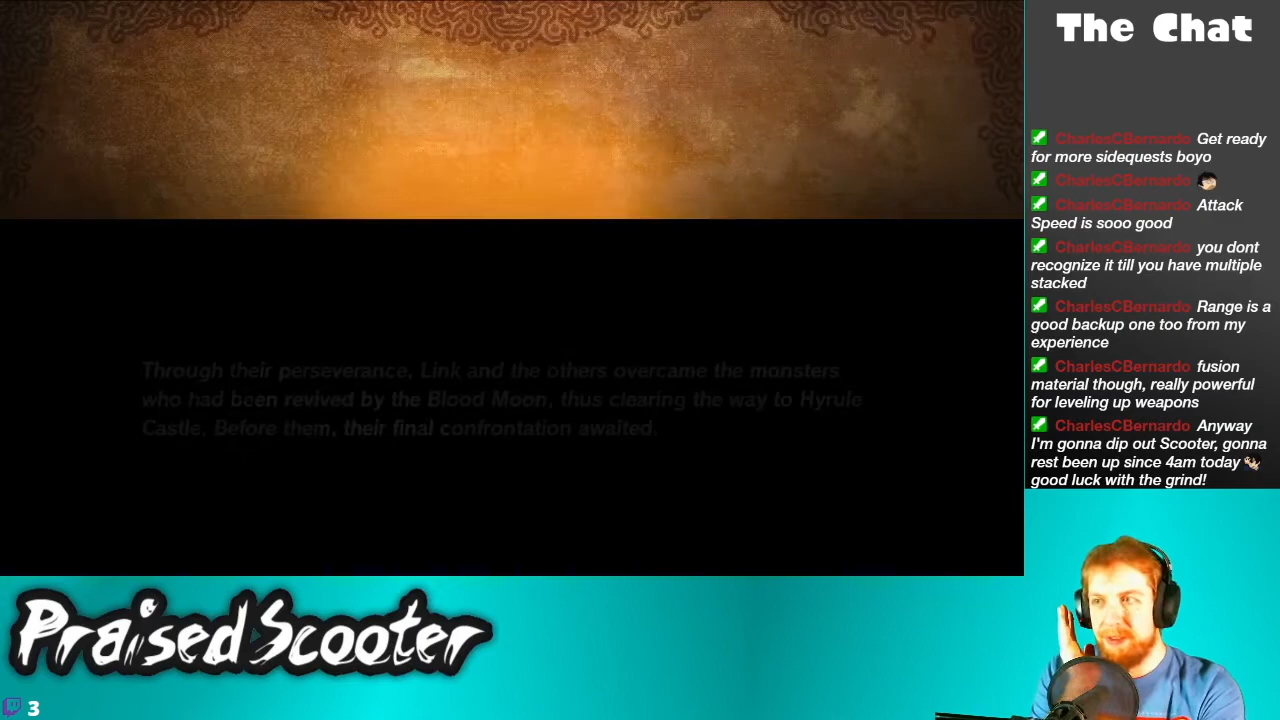 The Chat
CharlesCBernardo Get ready
for more sidequests boyo
CharlesCBernardo
CharlesCBernardo Attack
Speed is sooo good
CharlesCBernardo you dont
recognize it till you have multiple
stacked
CharlesCBernardo Range is a
good backup one too from my
experience
CharlesCBernardo fusion
material though, really powerful
for leveling up weapons
CharlesCBernardo Anyway
I'm gonna dip out Scooter, gonna
rest been up since 4am today
good luck with the grind!
Through their perseverance, Link and the others overcame the monsters
who had been revived by the Blood Moon, thus clearing the way to Hyrule
Castle. Before them, their final confrontation awaited.
PraisedScooter
3